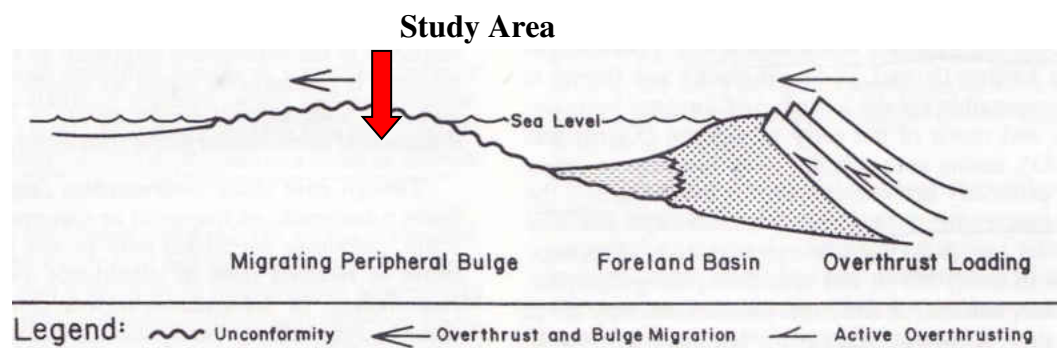 Study Area
Sea Level
Migrating Peripheral Bulge Foreland Basin Overthrust Loading
Legend: Unconformity Overthrust and Bulge Migration Active Overthrusting